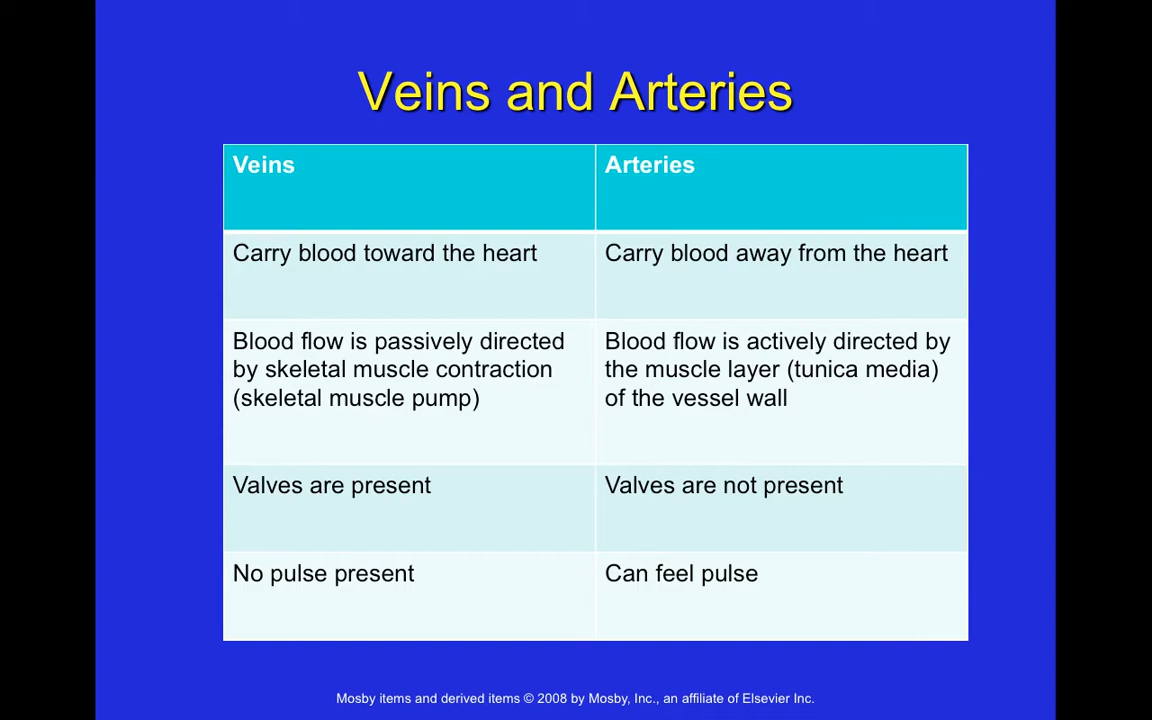 Veins and Arteries
Veins
Arteries
Carry blood toward the heart
Carry blood away from the heart
Blood flow is passively directed
by skeletal muscle contraction
(skeletal muscle pump)
Blood flow is actively directed by
the muscle layer (tunica media)
of the vessel wall
Valves are present
Valves are not present
No pulse present
Can feel pulse
Mosby items and derived items © 2008 by Mosby, Inc., an affiliate of Elsevier Inc.